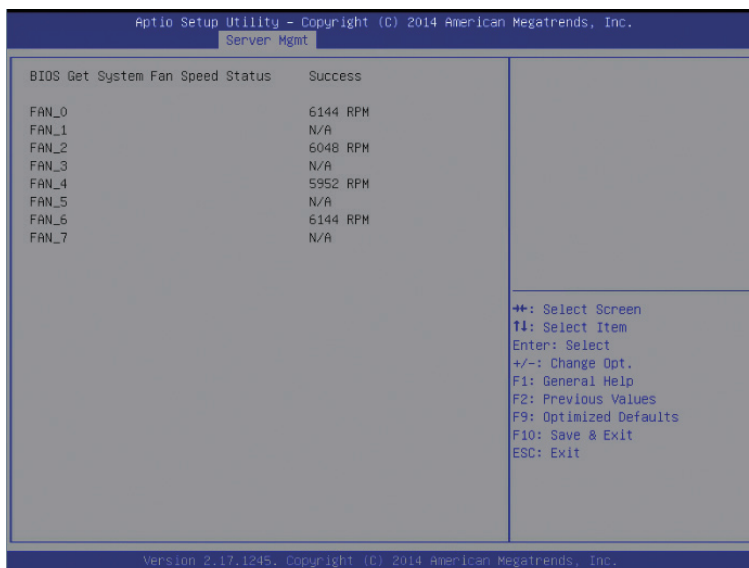 Aptio Setup Utility – Copyright (C) 2014 American Megatrends, Inc.
Server Mgmt
BIOS Get System Fan Speed Status Success
FAN_0 6144 RPM
FAN_1 N/A
FAN_2 6048 RPM
FAN_3 N/A
FAN_4 5952 RPM
FAN_5 N/A
FAN_6 6144 RPM
FAN_7 N/A
→←: Select Screen
↑↓: Select Item
Enter: Select
+/-: Change Opt.
F1: General Help
F2: Previous Values
F9: Optimized Defaults
F10: Save & Exit
ESC: Exit
Version 2.17.1245. Copyright (C) 2014 American Megatrends, Inc.